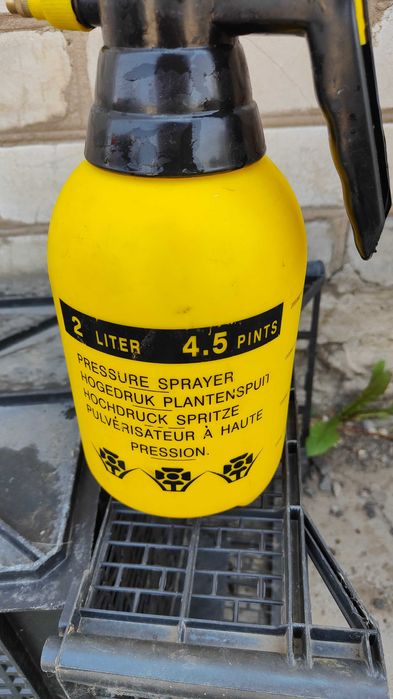 2 LITER 4.5 PINTS
PRESSURE SPRAYER
HOGEDRUK PLANTENSPUIT
HOCHDRUCK SPRITZE
PULVÉRISATEUR À HAUTE
PRESSION.